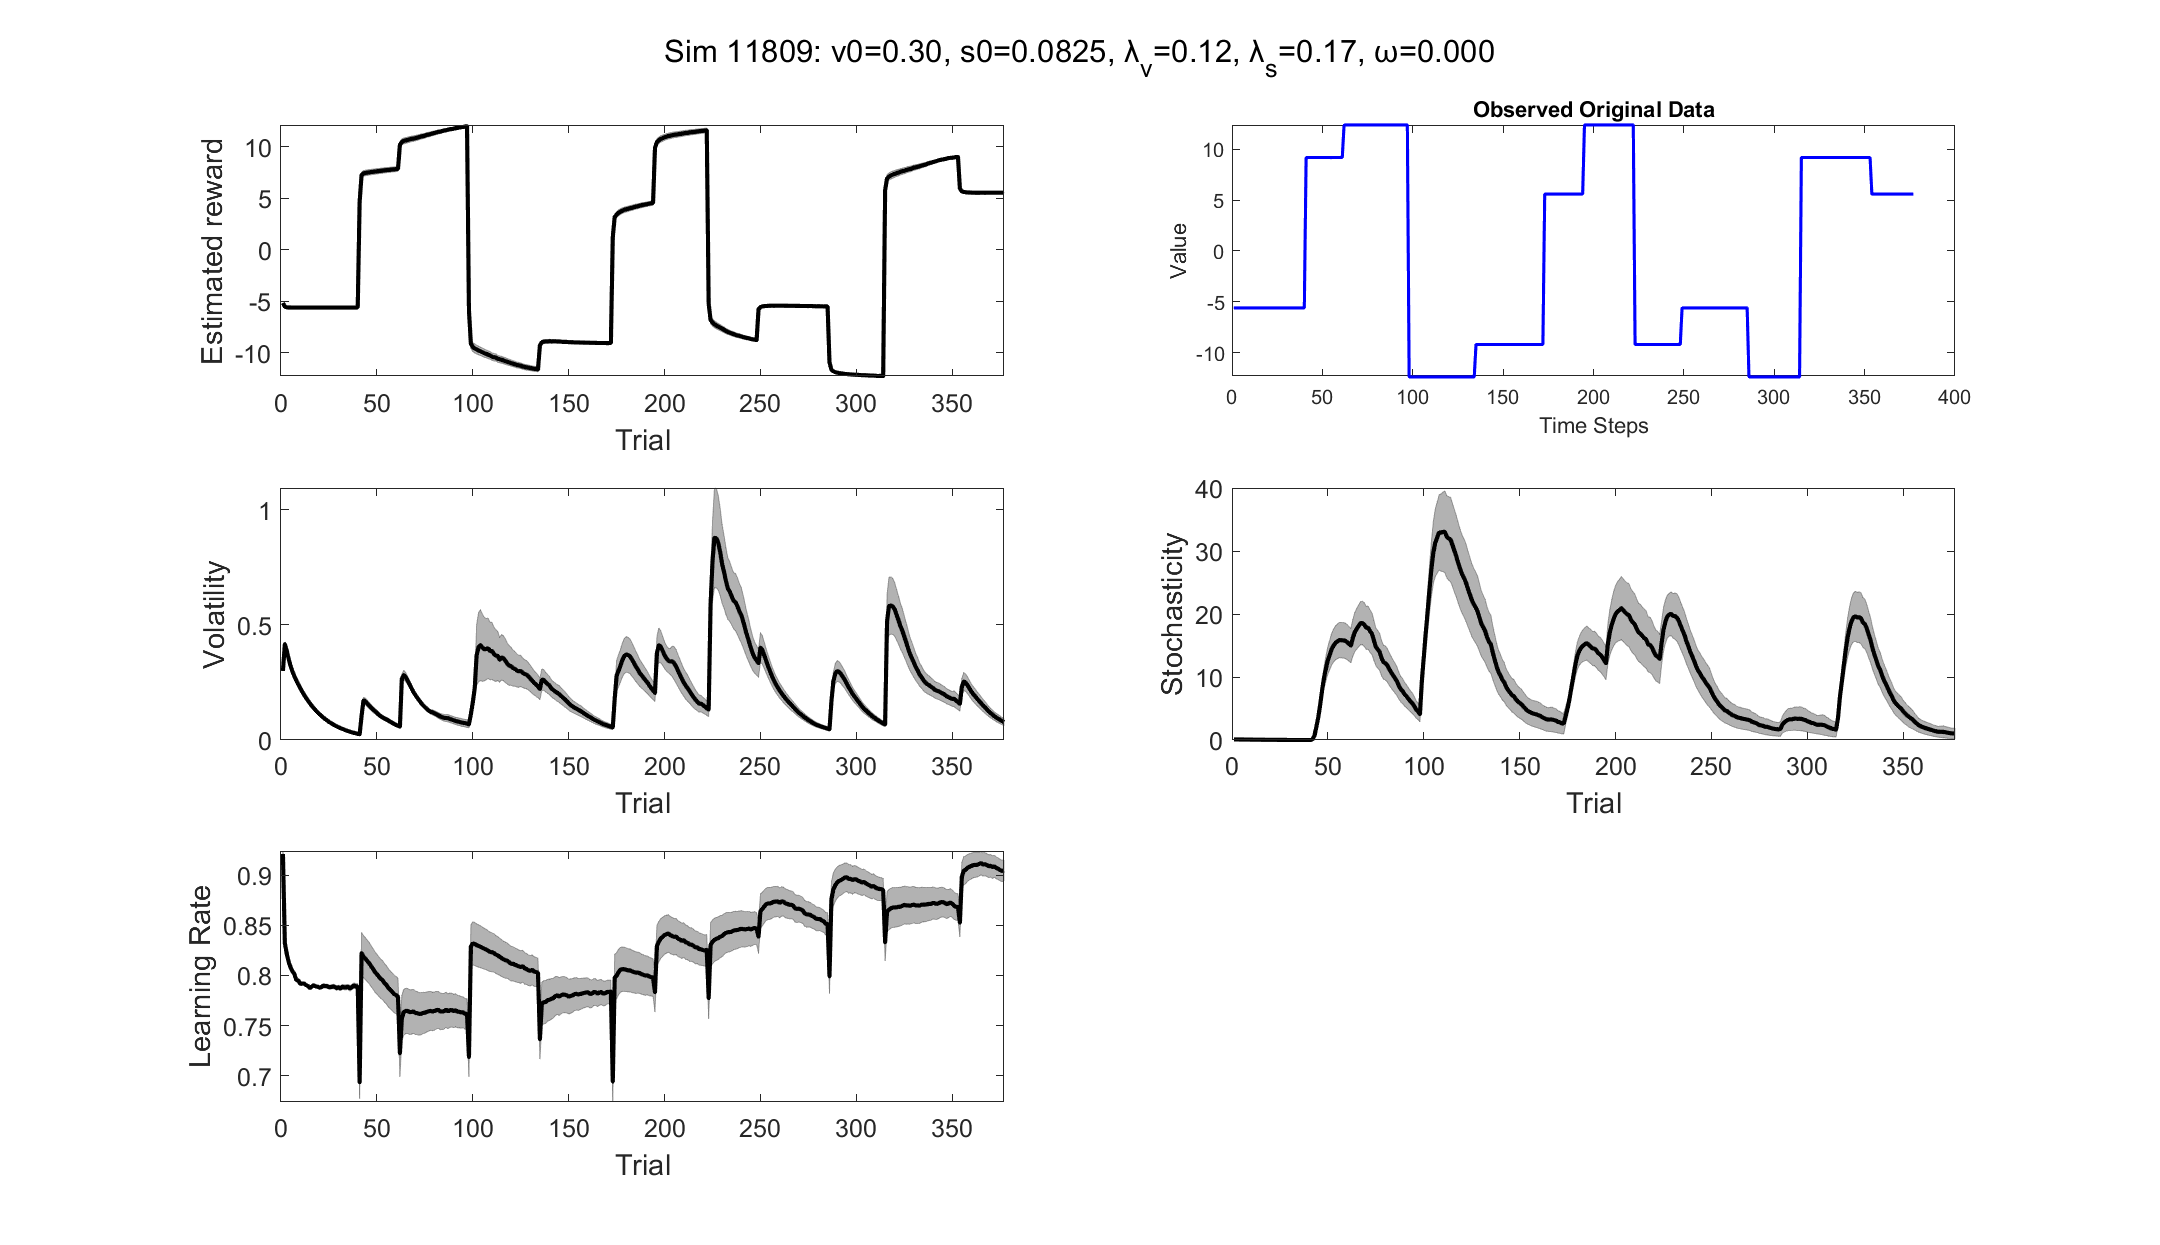 Sim 11809: v0=0.30, s0=0.0825, λ_v=0.12, λ_s=0.17, ω=0.000
Estimated reward
10
5
0
-5
-10
0 50 100 150 200 250 300 350
Trial
Observed Original Data
Value
10
5
0
-5
-10
0 50 100 150 200 250 300 350 400
Time Steps
Volatility
1
0.5
0
0 50 100 150 200 250 300 350
Trial
Stochasticity
40
30
20
10
0
0 50 100 150 200 250 300 350
Trial
Learning Rate
0.9
0.85
0.8
0.75
0.7
0 50 100 150 200 250 300 350
Trial